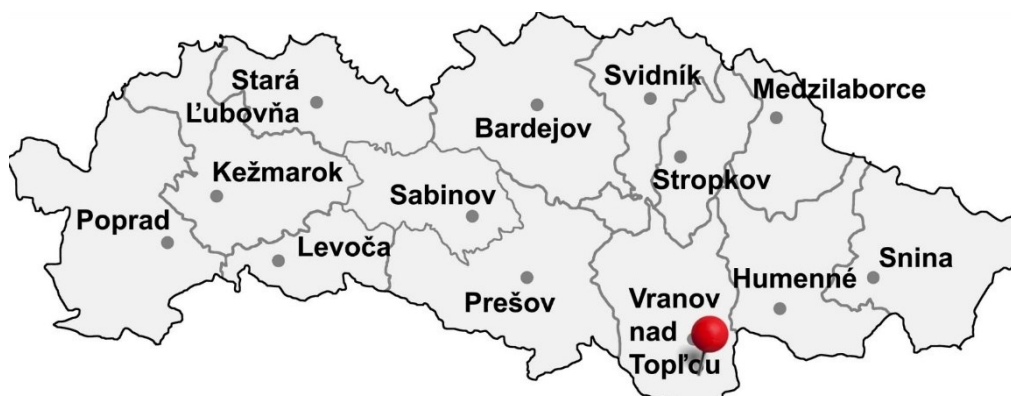 Stará
Ľubovňa
Svidník
Medzilaborce
Bardejov
Kežmarok
Stropkov
Sabinov
Poprad
Levoča
Snina
Humenné
Prešov
Vranov
nad
Topľou